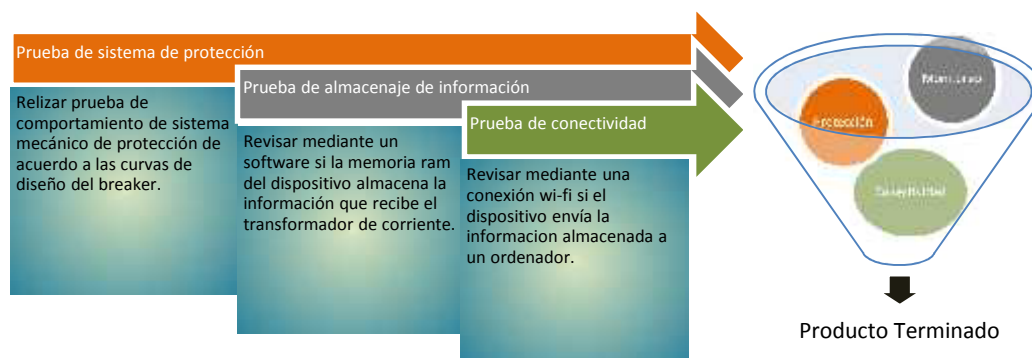 Prueba de sistema de protección
Relizar prueba de
comportamiento de sistema
mecánico de protección de
acuerdo a las curvas de
diseño del breaker.
Prueba de almacenaje de información
Revisar mediante un
software si la memoria ram
del dispositivo almacena la
información que recibe el
transformador de corriente.
Prueba de conectividad
Revisar mediante una
conexión wi-fi si el
dispositivo envía la
informacion almacenada a
un ordenador.
Protección
Producto Terminado